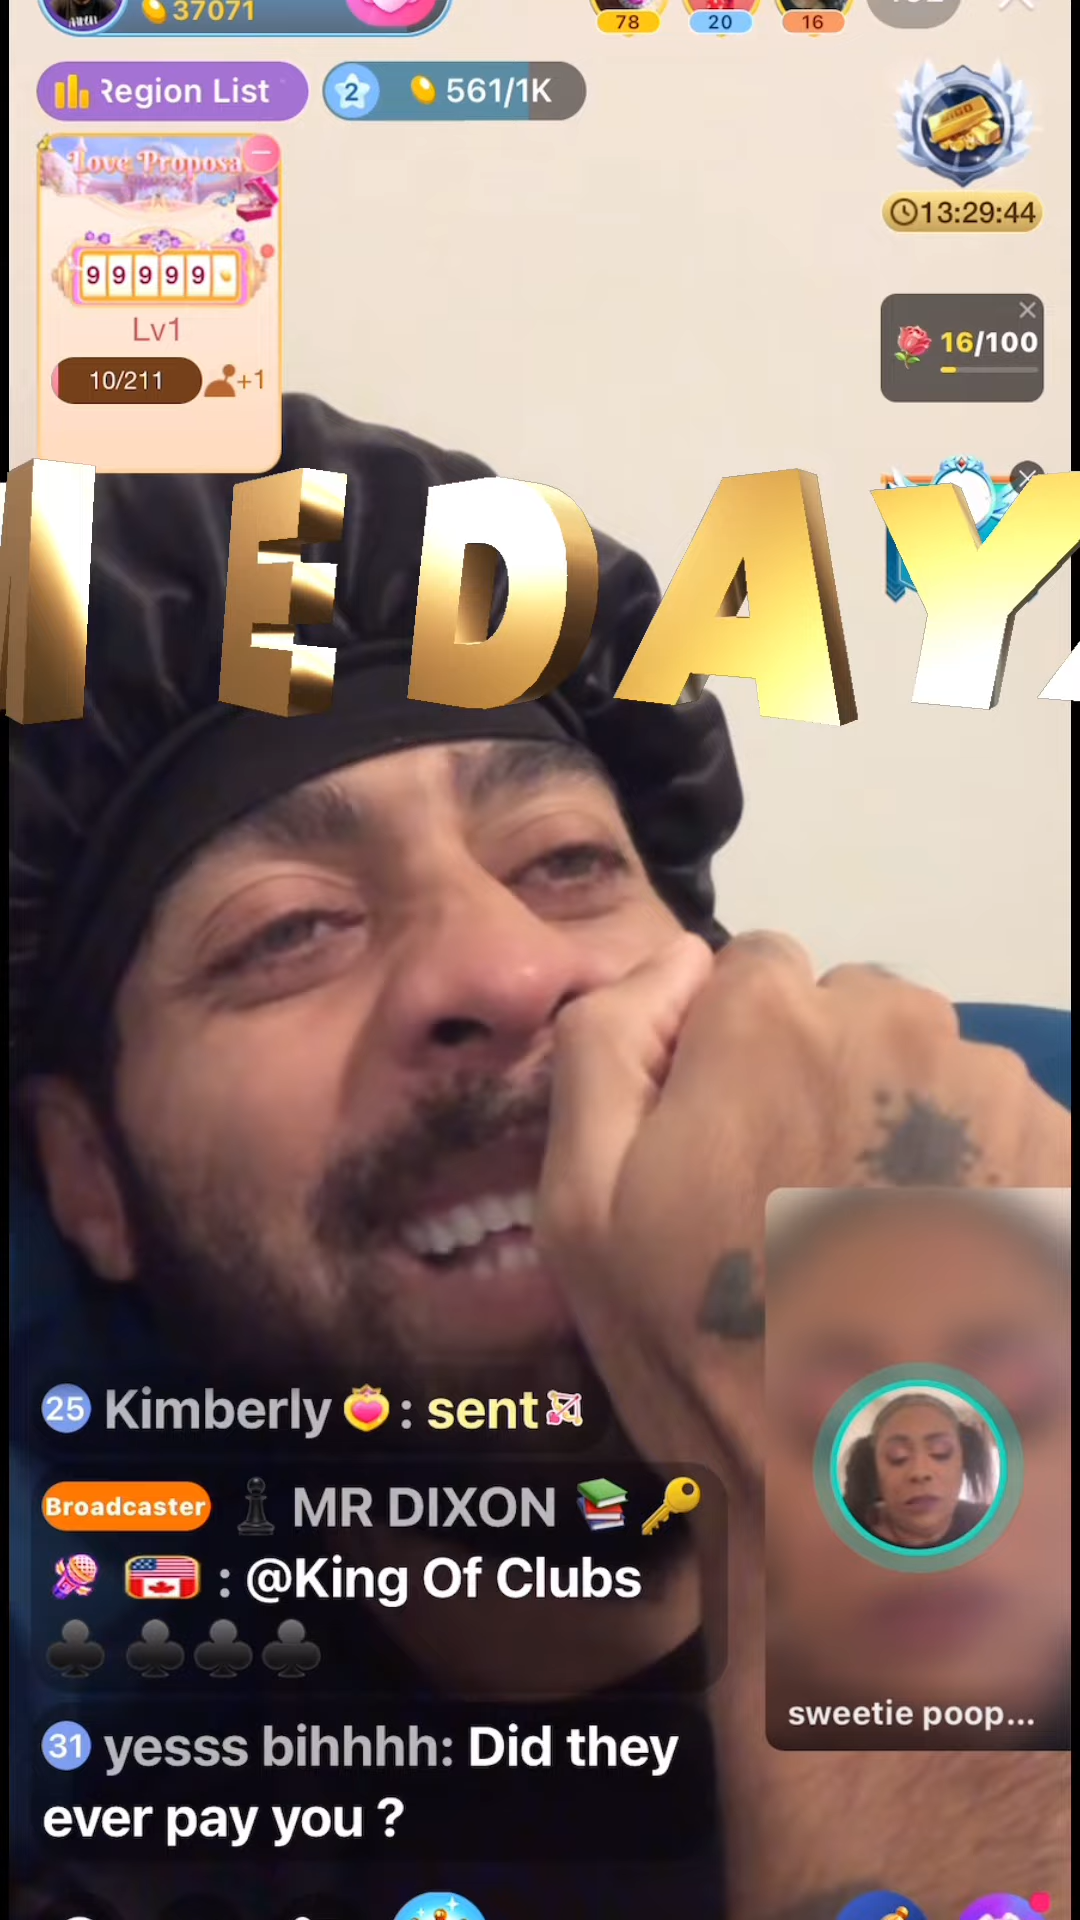 37071
78
20
16
Region List
2
561/1K
Love Proposa
99999
Lv1
10/211
+1
13:29:44
16/100
EDAY
25 Kimberly : sent
Broadcaster MR DIXON
: @King Of Clubs
31 yesss bihhhh: Did they
ever pay you ?
sweetie poop...